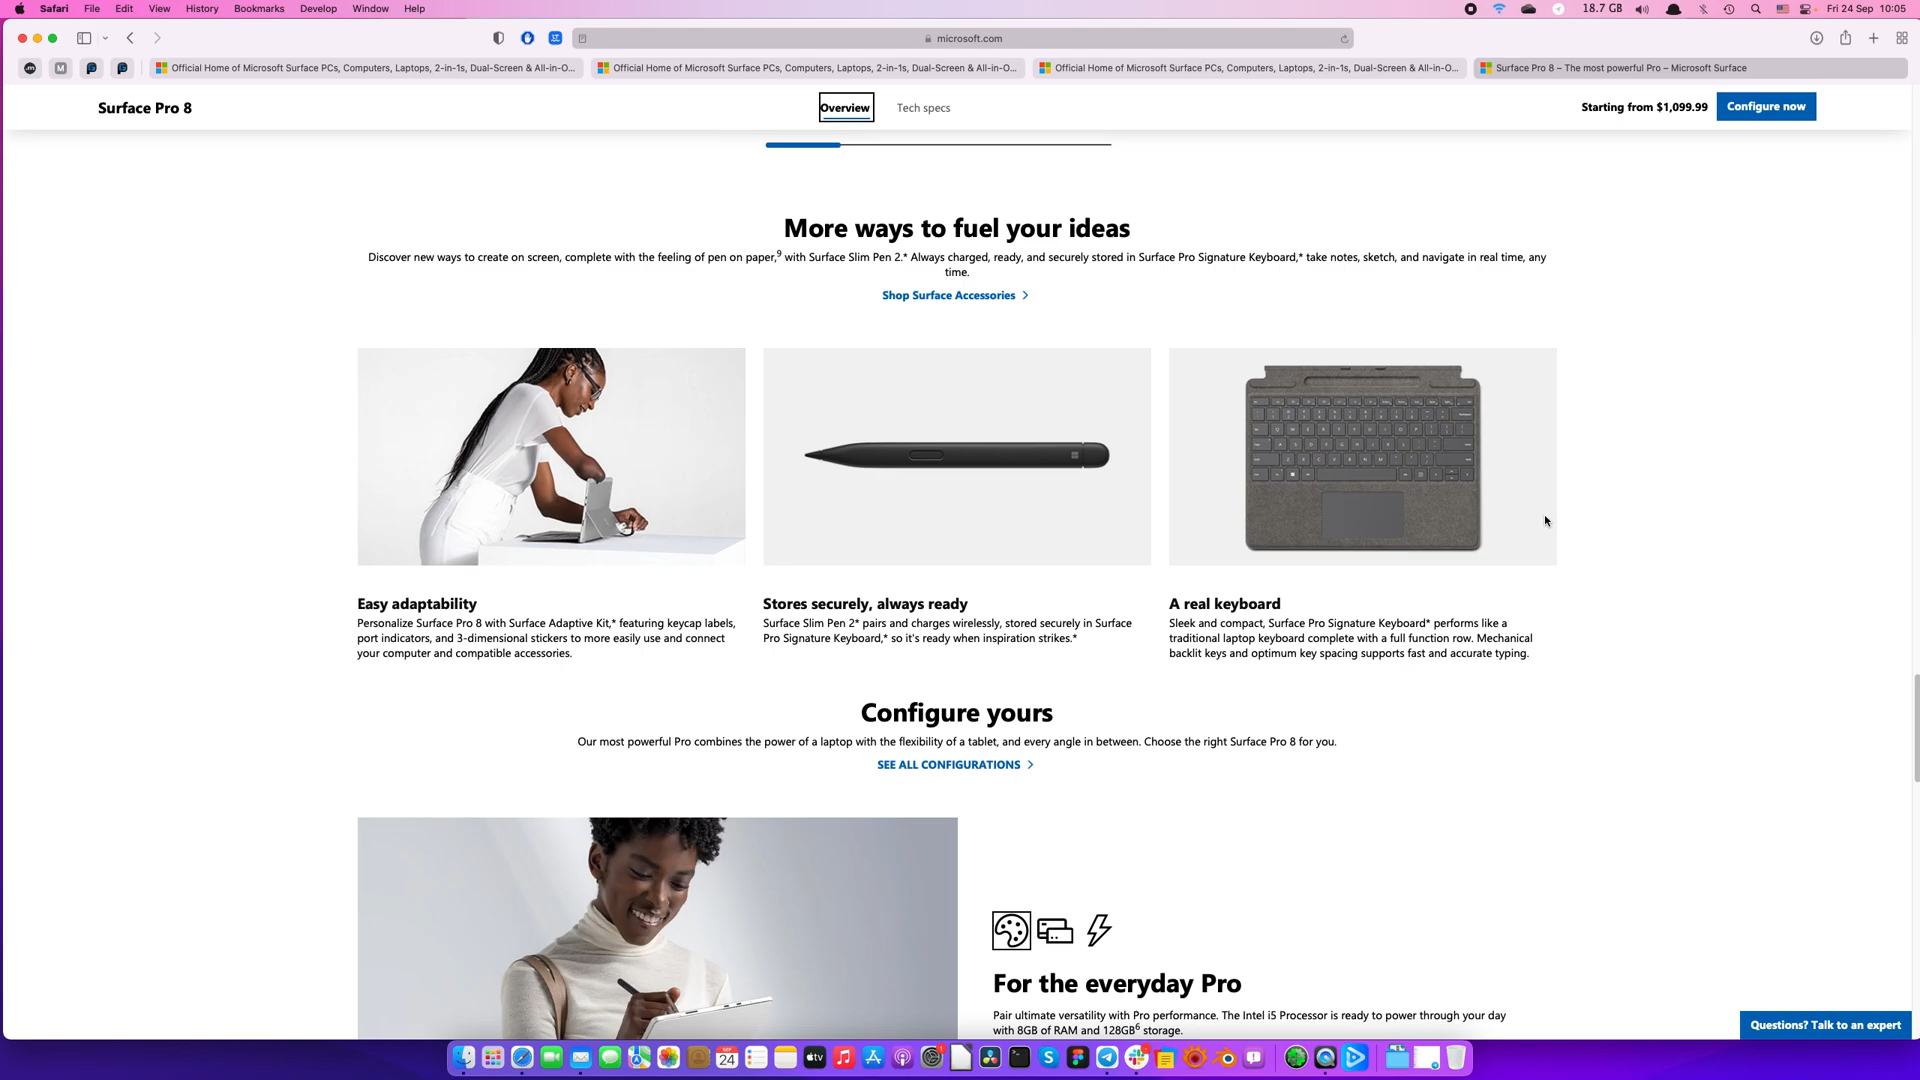 Safari File Edit View History Bookmarks Develop Window Help 18.7 GB Fri 24 Sep 10:05
microsoft.com
Official Home of Microsoft Surface PCs, Computers, Laptops, 2-in-1s, Dual-Screen & All-in-O... Official Home of Microsoft Surface PCs, Computers, Laptops, 2-in-1s, Dual-Screen & All-in-O... Official Home of Microsoft Surface PCs, Computers, Laptops, 2-in-1s, Dual-Screen & All-in-O... Surface Pro 8 – The most powerful Pro – Microsoft Surface
Surface Pro 8 Overview Tech specs Starting from $1,099.99 Configure now
More ways to fuel your ideas
Discover new ways to create on screen, complete with the feeling of pen on paper,9 with Surface Slim Pen 2.* Always charged, ready, and securely stored in Surface Pro Signature Keyboard,* take notes, sketch, and navigate in real time, any
time.
Shop Surface Accessories
Easy adaptability
Personalize Surface Pro 8 with Surface Adaptive Kit,* featuring keycap labels,
port indicators, and 3-dimensional stickers to more easily use and connect
your computer and compatible accessories.
Stores securely, always ready
Surface Slim Pen 2* pairs and charges wirelessly, stored securely in Surface
Pro Signature Keyboard,* so it's ready when inspiration strikes.*
A real keyboard
Sleek and compact, Surface Pro Signature Keyboard* performs like a
traditional laptop keyboard complete with a full function row. Mechanical
backlit keys and optimum key spacing supports fast and accurate typing.
Configure yours
Our most powerful Pro combines the power of a laptop with the flexibility of a tablet, and every angle in between. Choose the right Surface Pro 8 for you.
SEE ALL CONFIGURATIONS
For the everyday Pro
Pair ultimate versatility with Pro performance. The Intel i5 Processor is ready to power through your day
with 8GB of RAM and 128GB6 storage.
Questions? Talk to an expert